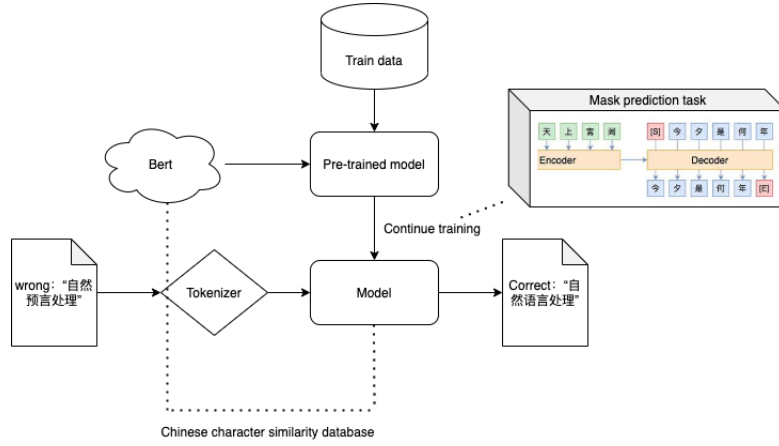 Train data
Mask prediction task
天 上 宫 阙 [S] 今 夕 是 何 年
Encoder Decoder
今 夕 是 何 年 [E]
Bert
Pre-trained model
Continue training
wrong:“自然
预言处理”
Tokenizer
Model
Correct:“自
然语言处理”
Chinese character similarity database